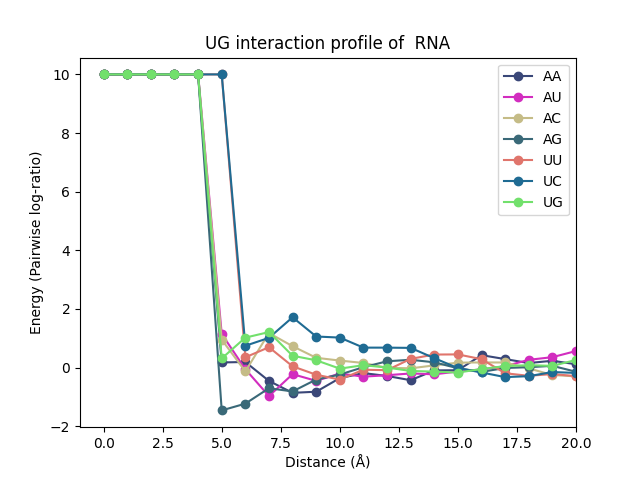 UG interaction profile of  RNA
Energy (Pairwise log-ratio)
10
8
6
4
2
0
−2
AA
AU
AC
AG
UU
UC
UG
0.0 2.5 5.0 7.5 10.0 12.5 15.0 17.5 20.0
Distance (Å)